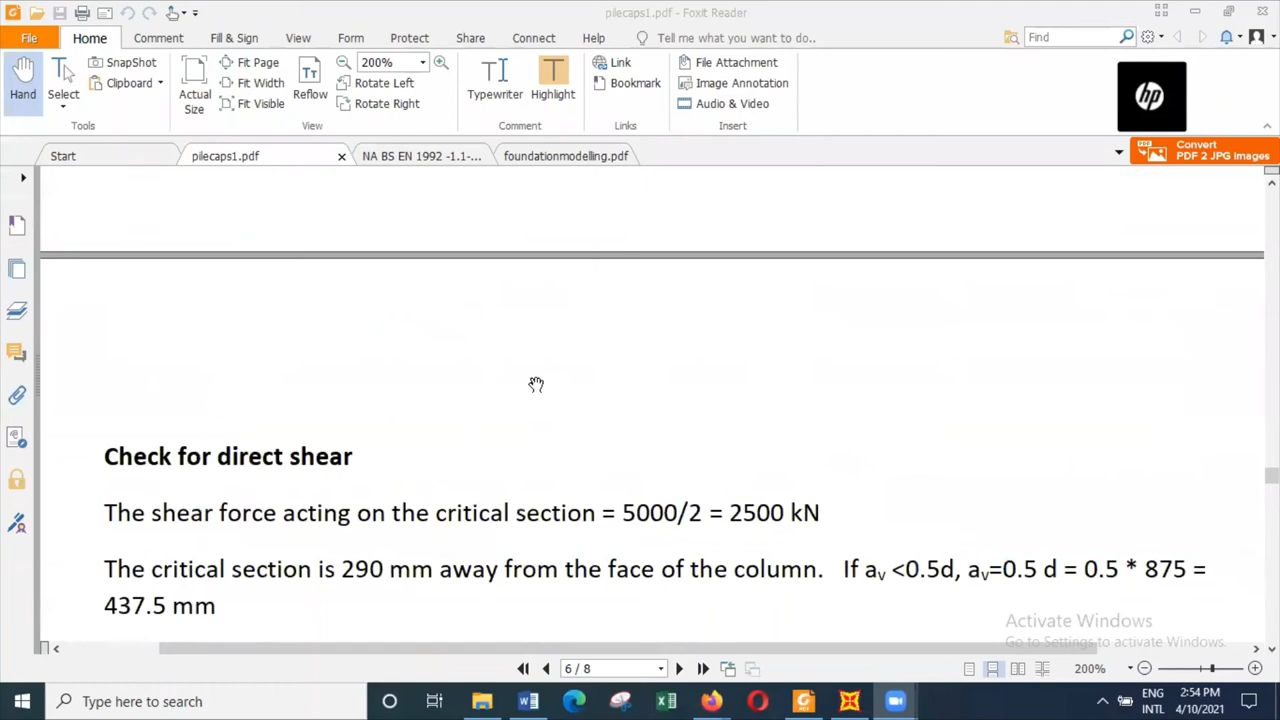 pilecaps1.pdf - Foxit Reader
File Home Comment Fill & Sign View Form Protect Share Connect Help Tell me what you want to do.. Find
Hand
Select
SnapShot
Clipboard
Tools
Actual Size
Fit Page
Fit Width
Fit Visible
Reflow
200%
Rotate Left
Rotate Right
View
Typewriter
Highlight
Comment
Link
Bookmark
Links
File Attachment
Image Annotation
Audio & Video
Insert
hp
Start pilecaps1.pdf NA BS EN 1992 -1.1-... foundationmodelling.pdf
Convert
PDF 2 JPG Images
Check for direct shear
The shear force acting on the critical section = 5000/2 = 2500 kN
The critical section is 290 mm away from the face of the column. If av <0.5d, av=0.5 d = 0.5 * 875 =
437.5 mm
Activate Windows
Go to Settings to activate Windows.
6 / 8 200%
Type here to search
ENG
INTL
2:54 PM
4/10/2021